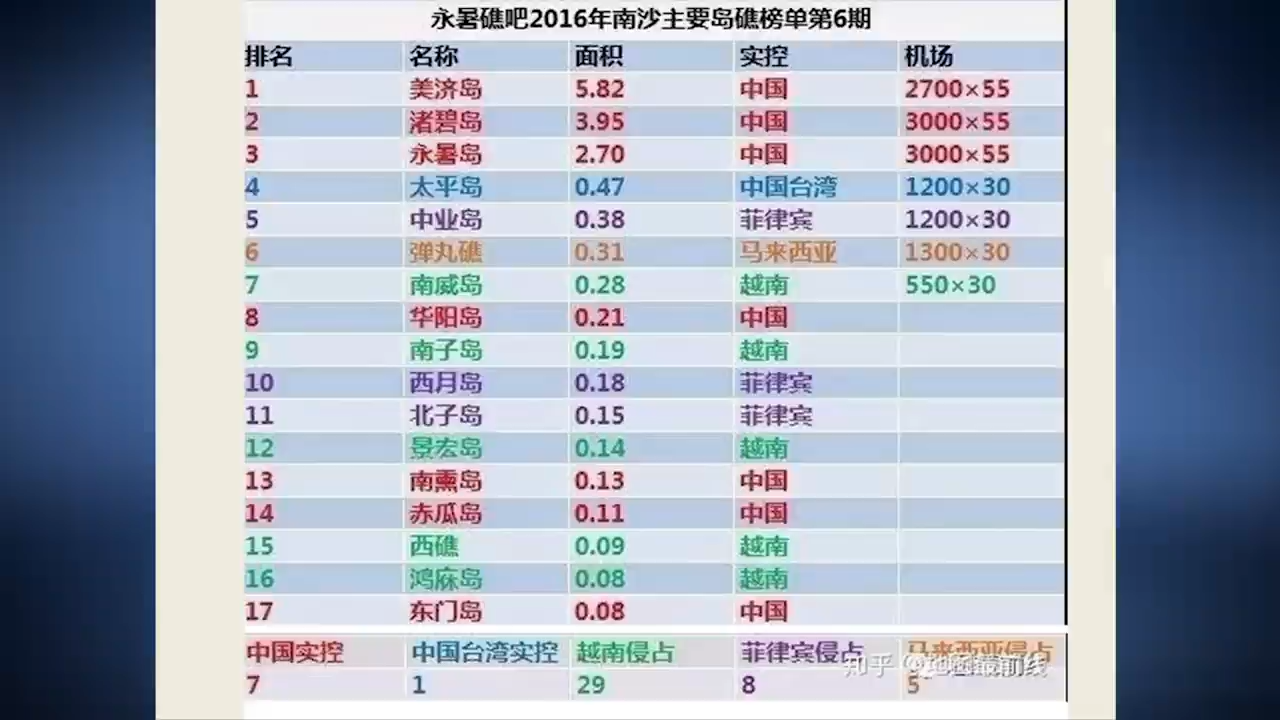 永暑礁吧2016年南沙主要岛礁榜单第6期
排名 名称 面积 实控 机场
1 美济岛 5.82 中国 2700×55
2 渚碧岛 3.95 中国 3000×55
3 永暑岛 2.70 中国 3000×55
4 太平岛 0.47 中国台湾 1200×30
5 中业岛 0.38 菲律宾 1200×30
6 弹丸礁 0.31 马来西亚 1300×30
7 南威岛 0.28 越南 550×30
8 华阳岛 0.21 中国
9 南子岛 0.19 越南
10 西月岛 0.18 菲律宾
11 北子岛 0.15 菲律宾
12 景宏岛 0.14 越南
13 南熏岛 0.13 中国
14 赤瓜岛 0.11 中国
15 西礁 0.09 越南
16 鸿庥岛 0.08 越南
17 东门岛 0.08 中国
中国实控 中国台湾实控 越南侵占 菲律宾侵占 马来西亚侵占
7 1 29 8 5
知乎